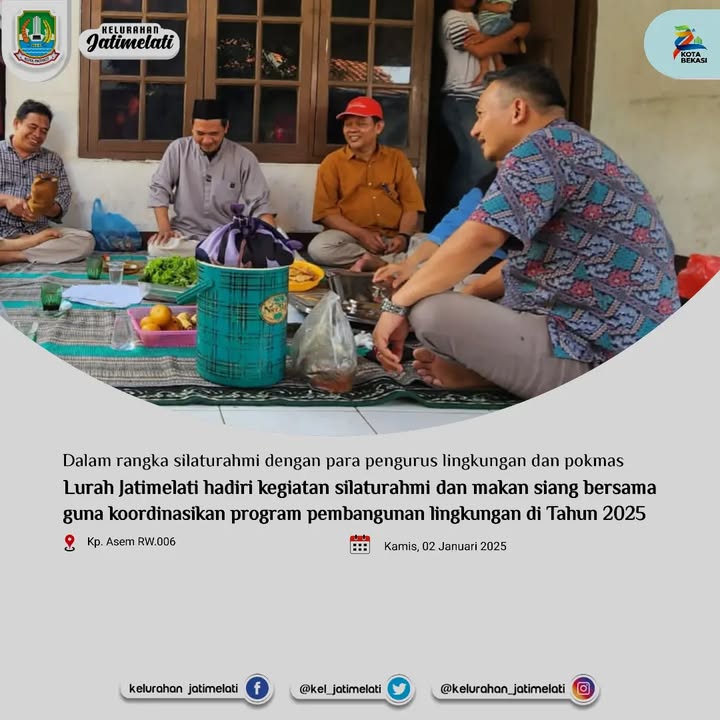 KELURAHAN
Jatimelati
KOTA
BEKASI
Dalam rangka silaturahmi dengan para pengurus lingkungan dan pokmas
Lurah Jatimelati hadiri kegiatan silaturahmi dan makan siang bersama
guna koordinasikan program pembangunan lingkungan di Tahun 2025
Kp. Asem RW.006
Kamis, 02 Januari 2025
kelurahan jatimelati
@kel_jatimelati
@kelurahan_jatimelati